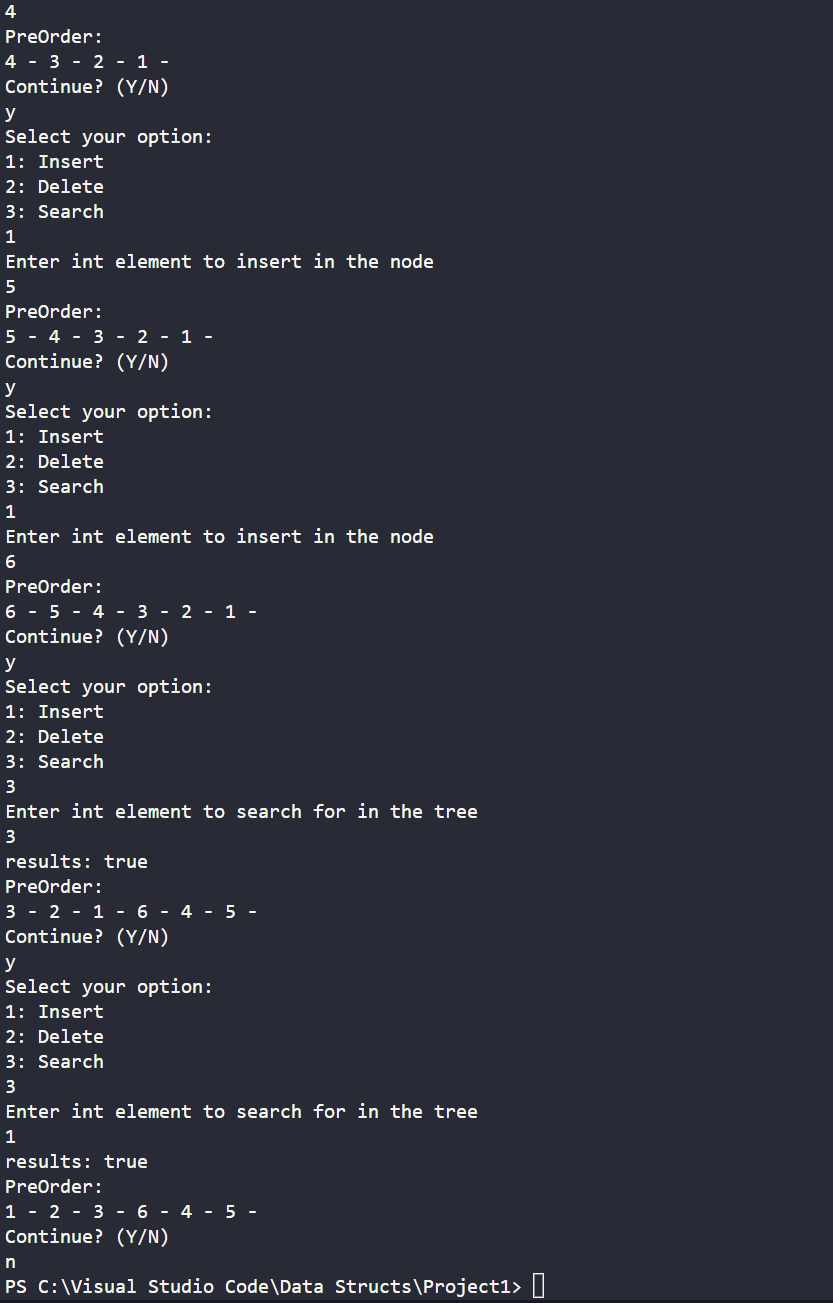 4
PreOrder:
4 - 3 - 2 - 1 -
Continue? (Y/N)
y
Select your option:
1: Insert
2: Delete
3: Search
1
Enter int element to insert in the node
5
PreOrder:
5 - 4 - 3 - 2 - 1 -
Continue? (Y/N)
y
Select your option:
1: Insert
2: Delete
3: Search
1
Enter int element to insert in the node
6
PreOrder:
6 - 5 - 4 - 3 - 2 - 1 -
Continue? (Y/N)
y
Select your option:
1: Insert
2: Delete
3: Search
3
Enter int element to search for in the tree
3
results: true
PreOrder:
3 - 2 - 1 - 6 - 4 - 5 -
Continue? (Y/N)
y
Select your option:
1: Insert
2: Delete
3: Search
3
Enter int element to search for in the tree
1
results: true
PreOrder:
1 - 2 - 3 - 6 - 4 - 5 -
Continue? (Y/N)
n
PS C:\Visual Studio Code\Data Structs\Project1>